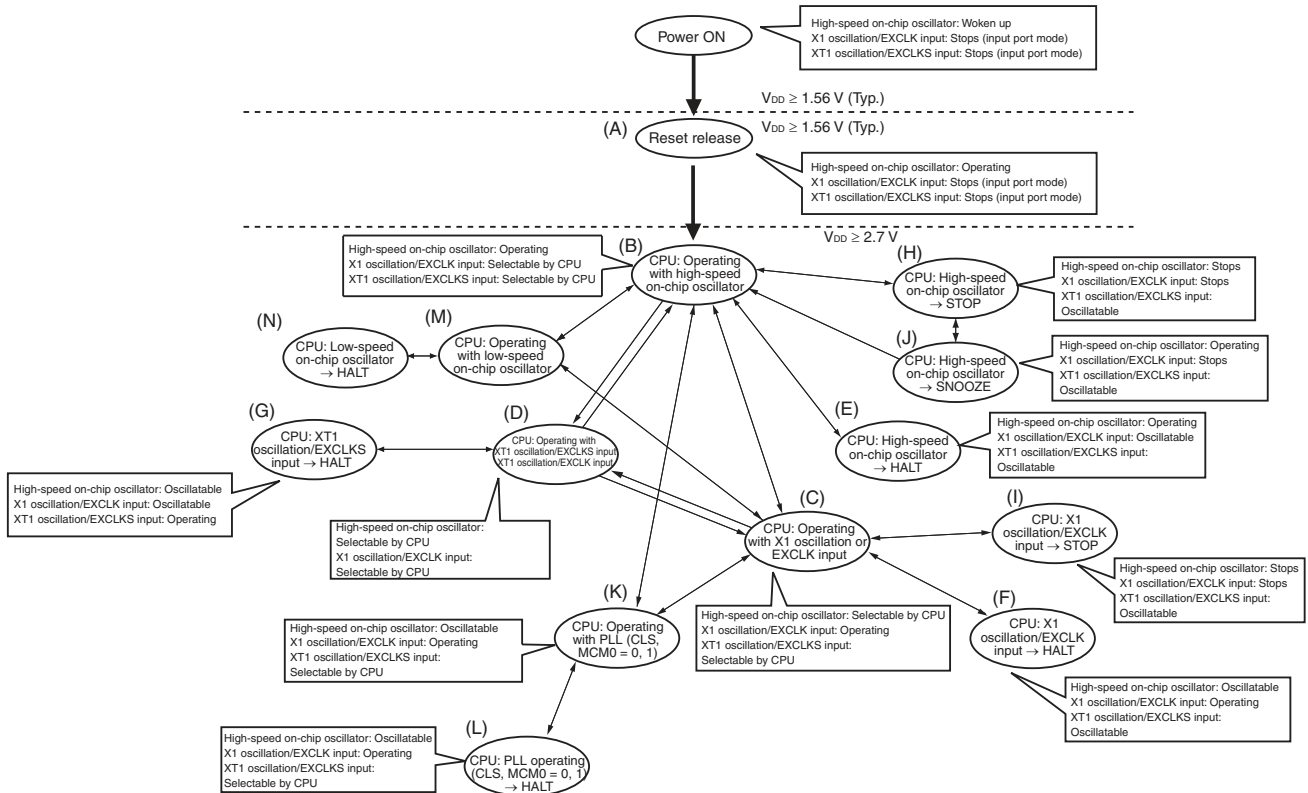 Power ON
High-speed on-chip oscillator: Woken up
X1 oscillation/EXCLK input: Stops (input port mode)
XT1 oscillation/EXCLKS input: Stops (input port mode)
VDD ≥ 1.56 V (Typ.)
(A)
Reset release
VDD ≥ 1.56 V (Typ.)
High-speed on-chip oscillator: Operating
X1 oscillation/EXCLK input: Stops (input port mode)
XT1 oscillation/EXCLKS input: Stops (input port mode)
VDD ≥ 2.7 V
High-speed on-chip oscillator: Operating
X1 oscillation/EXCLK input: Selectable by CPU
XT1 oscillation/EXCLKS input: Selectable by CPU
(B)
CPU: Operating
with high-speed
on-chip oscillator
(H)
CPU: High-speed
on-chip oscillator
→ STOP
High-speed on-chip oscillator: Stops
X1 oscillation/EXCLK input: Stops
XT1 oscillation/EXCLKS input:
Oscillatable
(N)
CPU: Low-speed
on-chip oscillator
→ HALT
(M)
CPU: Operating
with low-speed
on-chip oscillator
(J)
CPU: High-speed
on-chip oscillator
→ SNOOZE
High-speed on-chip oscillator: Operating
X1 oscillation/EXCLK input: Stops
XT1 oscillation/EXCLKS input:
Oscillatable
(G)
CPU: XT1
oscillation/EXCLKS
input → HALT
High-speed on-chip oscillator: Oscillatable
X1 oscillation/EXCLK input: Oscillatable
XT1 oscillation/EXCLKS input: Operating
(D)
CPU: Operating with
XT1 oscillation/EXCLKS input
XT1 oscillation/EXCLK input
High-speed on-chip oscillator:
Selectable by CPU
X1 oscillation/EXCLK input:
Selectable by CPU
(E)
CPU: High-speed
on-chip oscillator
→ HALT
High-speed on-chip oscillator: Operating
X1 oscillation/EXCLK input: Oscillatable
XT1 oscillation/EXCLKS input:
Oscillatable
(C)
CPU: Operating
with X1 oscillation or
EXCLK input
High-speed on-chip oscillator: Selectable by CPU
X1 oscillation/EXCLK input: Operating
XT1 oscillation/EXCLKS input:
Selectable by CPU
(I)
CPU: X1
oscillation/EXCLK
input → STOP
High-speed on-chip oscillator: Stops
X1 oscillation/EXCLK input: Stops
XT1 oscillation/EXCLKS input:
Oscillatable
(K)
CPU: Operating
with PLL (CLS,
MCM0 = 0, 1)
High-speed on-chip oscillator: Oscillatable
X1 oscillation/EXCLK input: Operating
XT1 oscillation/EXCLKS input:
Selectable by CPU
(F)
CPU: X1
oscillation/EXCLK
input → HALT
High-speed on-chip oscillator: Oscillatable
X1 oscillation/EXCLK input: Operating
XT1 oscillation/EXCLKS input:
Oscillatable
(L)
CPU: PLL operating
(CLS, MCM0 = 0, 1)
→ HALT
High-speed on-chip oscillator: Oscillatable
X1 oscillation/EXCLK input: Operating
XT1 oscillation/EXCLKS input:
Selectable by CPU